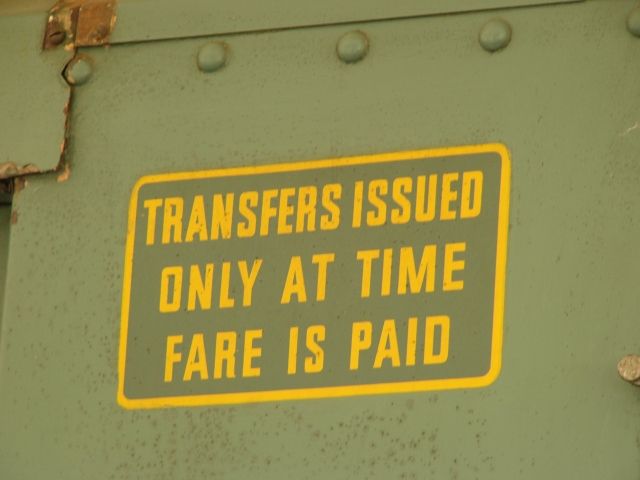 TRANSFERS ISSUED
ONLY AT TIME
FARE IS PAID